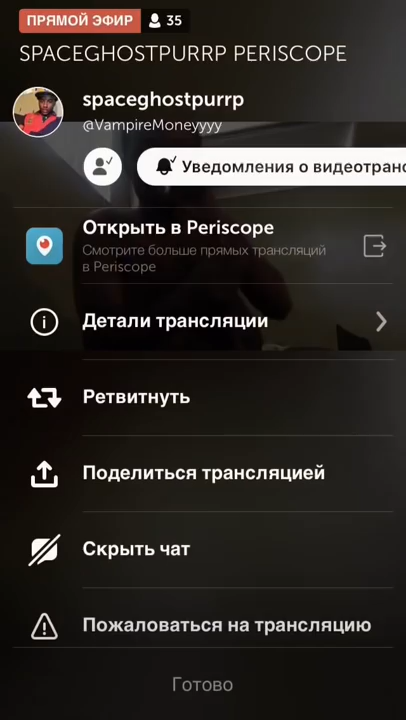 ПРЯМОЙ ЭФИР 35
SPACEGHOSTPURRP PERISCOPE
spaceghostpurrp
@VampireMoneyyyy
Уведомления о видеотранс
Открыть в Periscope
Смотрите больше прямых трансляций
в Periscope
Детали трансляции
Ретвитнуть
Поделиться трансляцией
Скрыть чат
Пожаловаться на трансляцию
Готово